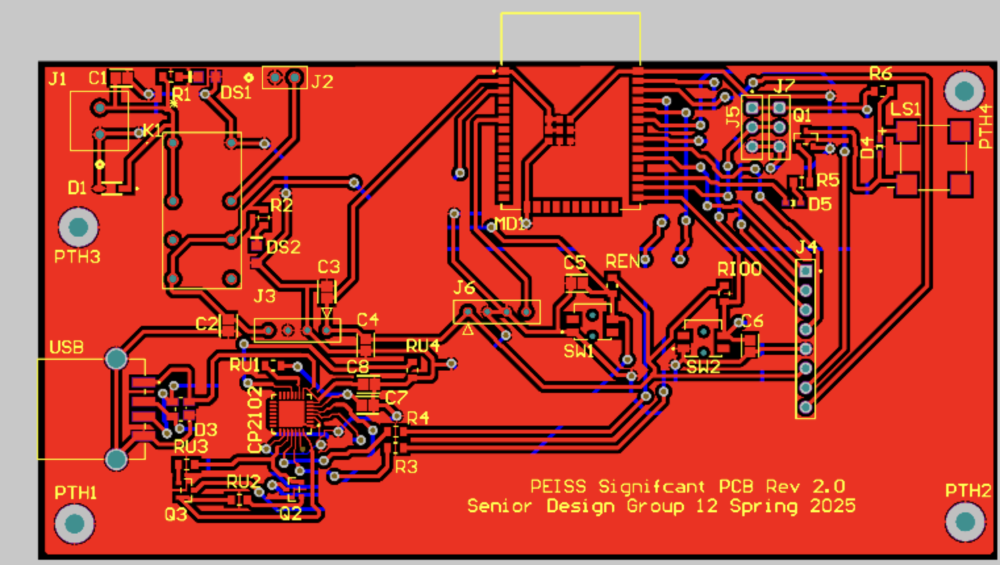 J1
C1
R1
DS1
J2
R6
J7
J5
Q1
LS1
PTH4
K1
D4
D1
R5
D5
R2
MD1
PTH3
DS2
J4
C3
C5
REN
RIOO
J3
J6
C2
C4
C6
USB
RU4
SW1
RU1
C8
SW2
CP2102
C7
R4
D3
RU3
R3
RU2
PTH1
PEISS Signifcant PCB Rev 2.0
PTH2
Senior Design Group 12 Spring 2025
Q3
Q2